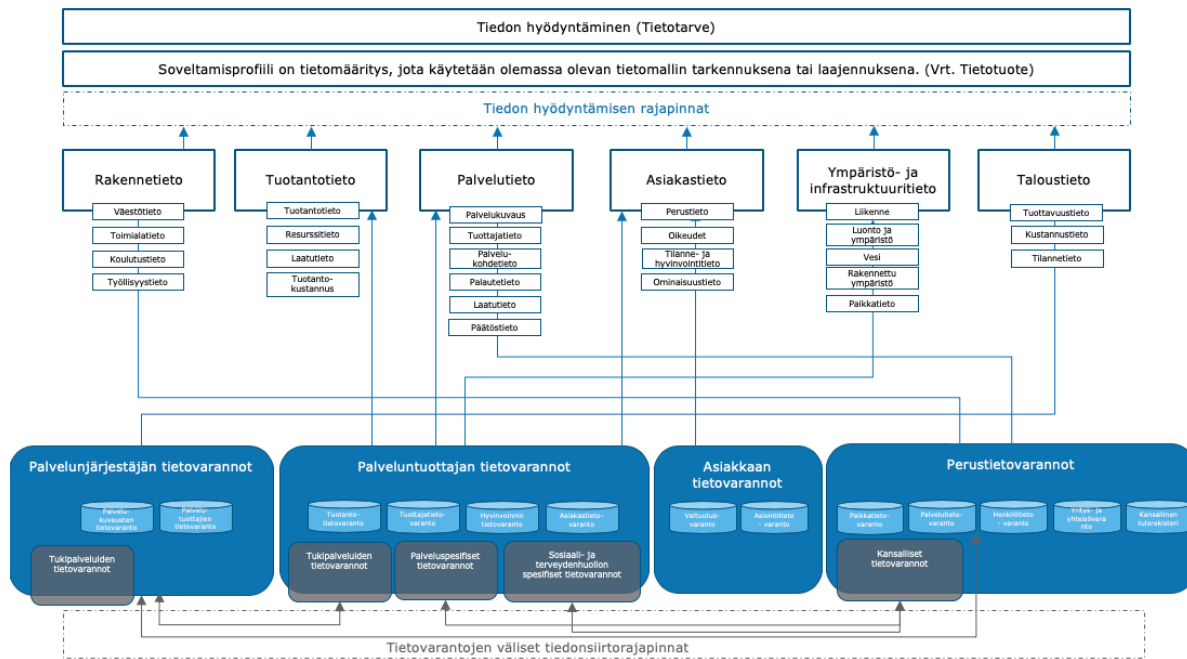 Tiedon hyödyntäminen (Tietotarve)
Soveltamisprofiili on tietomääritys, jota käytetään olemassa olevan tietomallin tarkennuksena tai laajennuksena. (Vrt. Tietotuote)
Tiedon hyödyntämisen rajapinnat
Rakennetieto
Väestötieto
Toimialatieto
Koulutustieto
Työllisyystieto
Tuotantotieto
Tuotantotieto
Resurssitieto
Laatutieto
Tuotanto-
kustannus
Palvelutieto
Palvelukuvaus
Tuottajatieto
Palvelu-
kohdetieto
Palautetieto
Laatutieto
Päätöstieto
Asiakastieto
Perustieto
Oikeudet
Tilanne- ja
hyvinvointitieto
Ominaisuustieto
Ympäristö- ja
infrastruktuuritieto
Liikenne
Luonto ja
ympäristö
Vesi
Rakennettu
ympäristö
Paikkatieto
Taloustieto
Tuottavuustieto
Kustannustieto
Tilannetieto
Palvelunjärjestäjän tietovarannot
Palvelu-
kuvausten
tietovaranto
Palvelu-
tuottajien
tietovaranto
Tukipalveluiden
tietovarannot
Palveluntuottajan tietovarannot
Tuotanto-
tietovaranto
Tuottajatieto-
varanto
Hyvinvoinnin
tietovaranto
Asiakastieto-
varanto
Tukipalveluiden
tietovarannot
Palveluspesifiset
tietovarannot
Sosiaali- ja
terveydenhuollon
spesifiset tietovarannot
Asiakkaan
tietovarannot
Valtuutus-
varanto
Asiointitieto
- varanto
Perustietovarannot
Paikkatieto-
varanto
Palvelutieto-
varanto
Henkilötieto
- varanto
Yritys- ja
yhteisövara
nto
Kansallinen
tulorekisteri
Kansalliset
tietovarannot
Tietovarantojen väliset tiedonsiirtorajapinnat